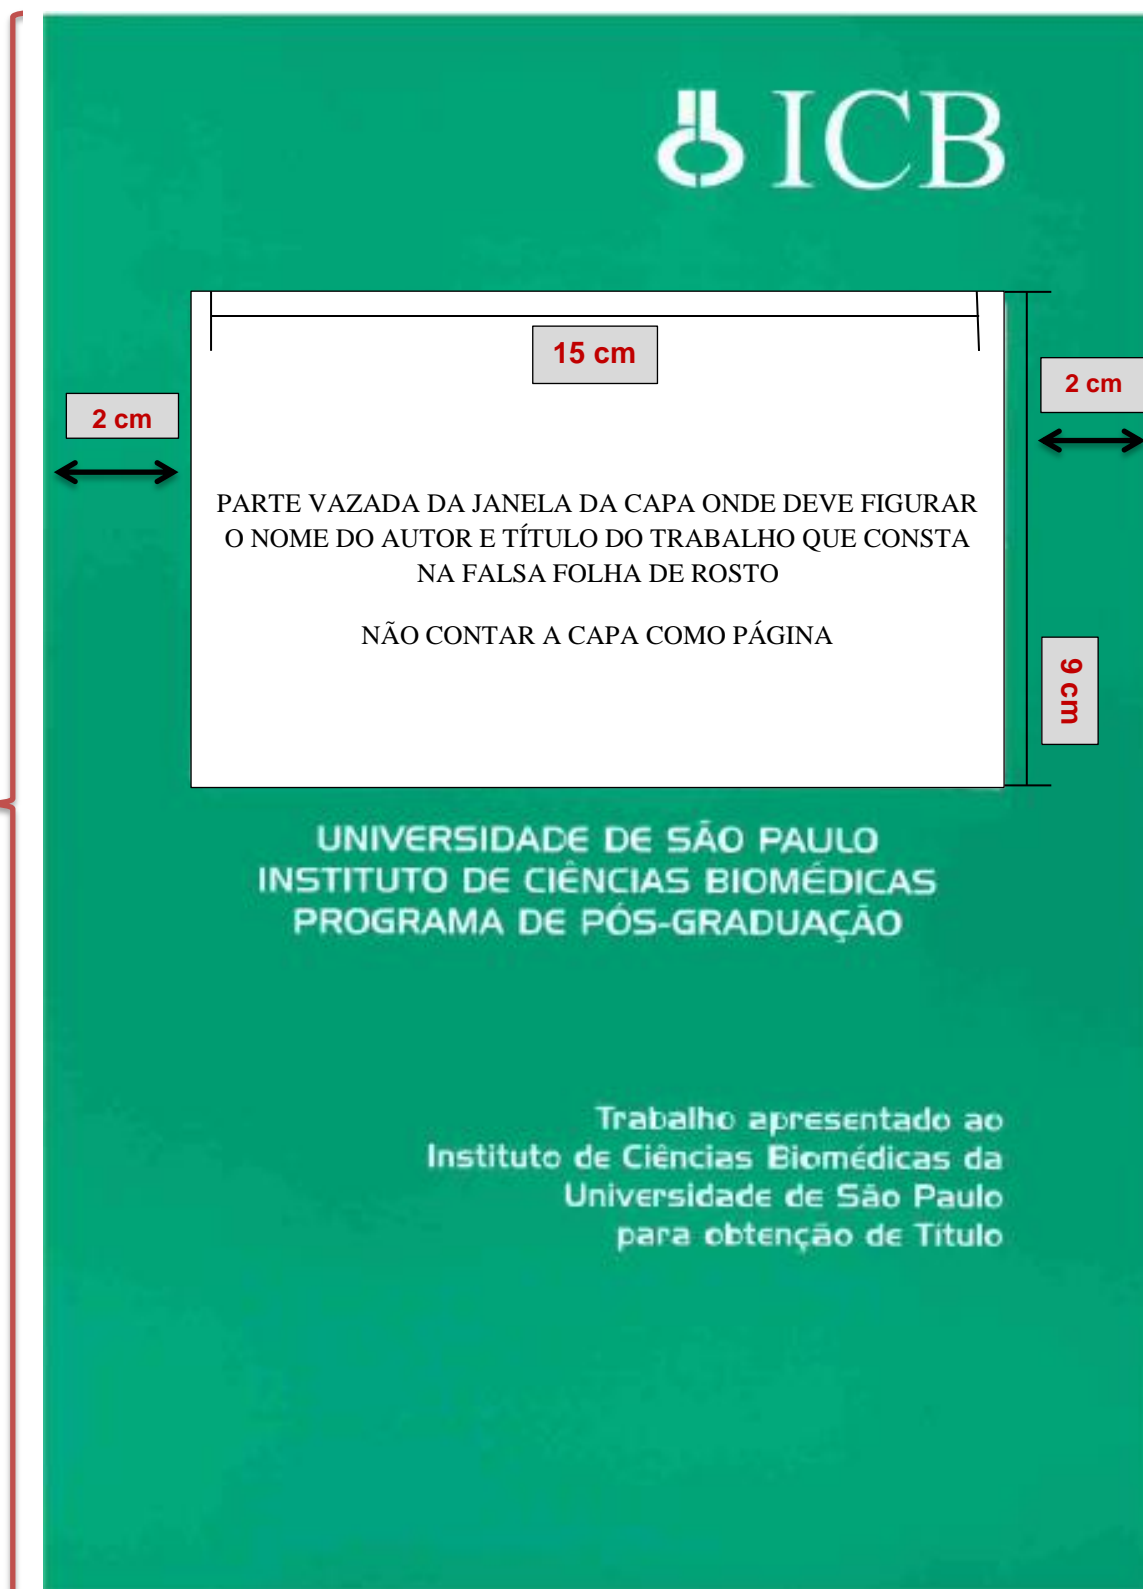 ICB
15 cm
2 cm
2 cm
PARTE VAZADA DA JANELA DA CAPA ONDE DEVE FIGURAR
O NOME DO AUTOR E TÍTULO DO TRABALHO QUE CONSTA
NA FALSA FOLHA DE ROSTO
NÃO CONTAR A CAPA COMO PÁGINA
9 cm
UNIVERSIDADE DE SÃO PAULO
INSTITUTO DE CIÊNCIAS BIOMÉDICAS
PROGRAMA DE PÓS-GRADUAÇÃO
Trabalho apresentado ao
Instituto de Ciências Biomédicas da
Universidade de São Paulo
para obtenção de Título